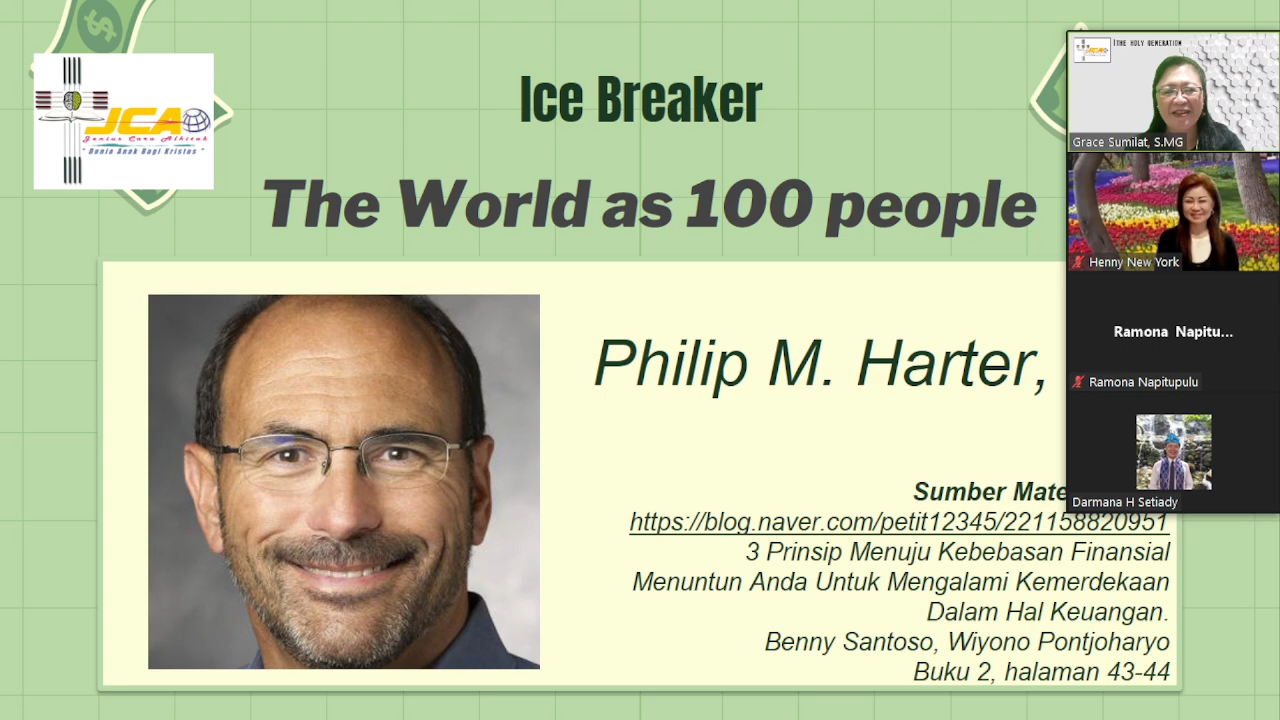 JCA
Junior Cara Alkitab
" Dunia Anak Bagi Kristus "
Ice Breaker
The World as 100 people
Philip M. Harter,
Sumber Mate
https://blog.naver.com/petit12345/221158820951
3 Prinsip Menuju Kebebasan Finansial
Menuntun Anda Untuk Mengalami Kemerdekaan
Dalam Hal Keuangan.
Benny Santoso, Wiyono Pontjoharyo
Buku 2, halaman 43-44
THE HOLY GENERATION
Grace Sumilat, S.MG
Henny New York
Ramona Napitu...
Ramona Napitupulu
Darmana H Setiady